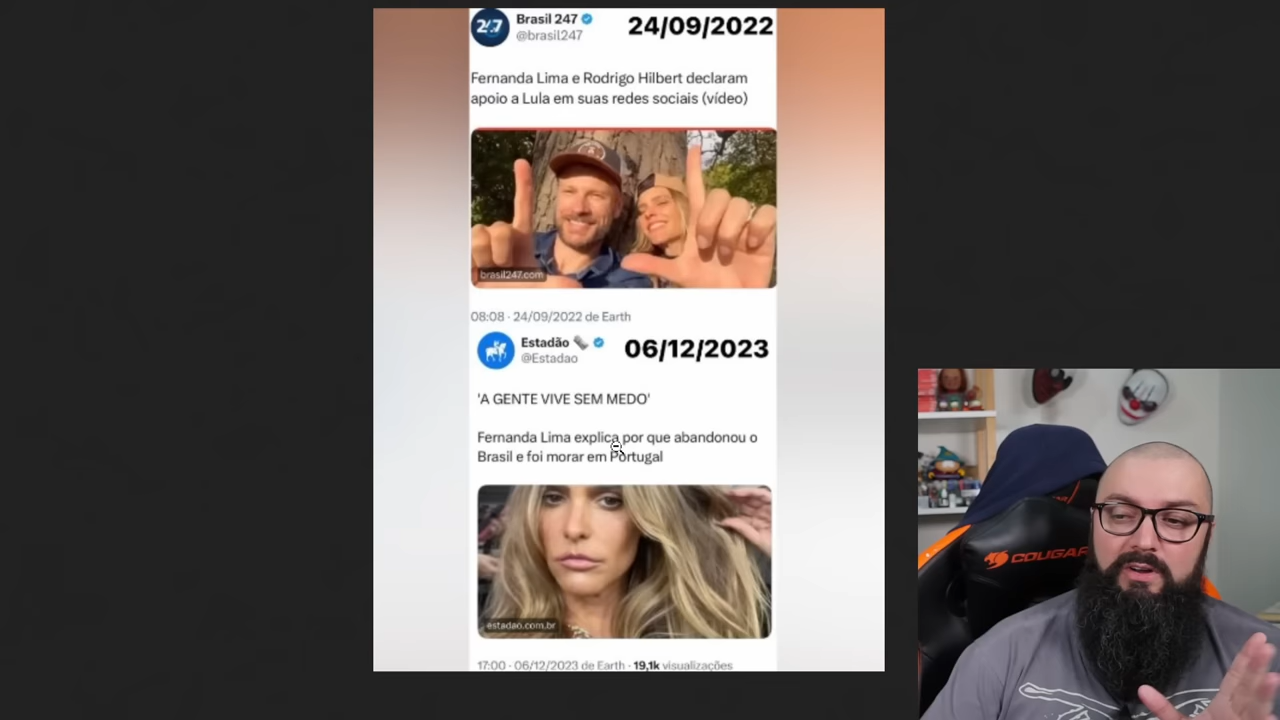 247
Brasil 247
@brasil247
24/09/2022
Fernanda Lima e Rodrigo Hilbert declaram
apoio a Lula em suas redes sociais (vídeo)
brasil247.com
08:08 · 24/09/2022 de Earth
Estadão
@Estadao
06/12/2023
'A GENTE VIVE SEM MEDO'
Fernanda Lima explica por que abandonou o
Brasil e foi morar em Portugal
estadao.com.br
17:00 · 06/12/2023 de Earth · 19,1k visualizações
COUGAR